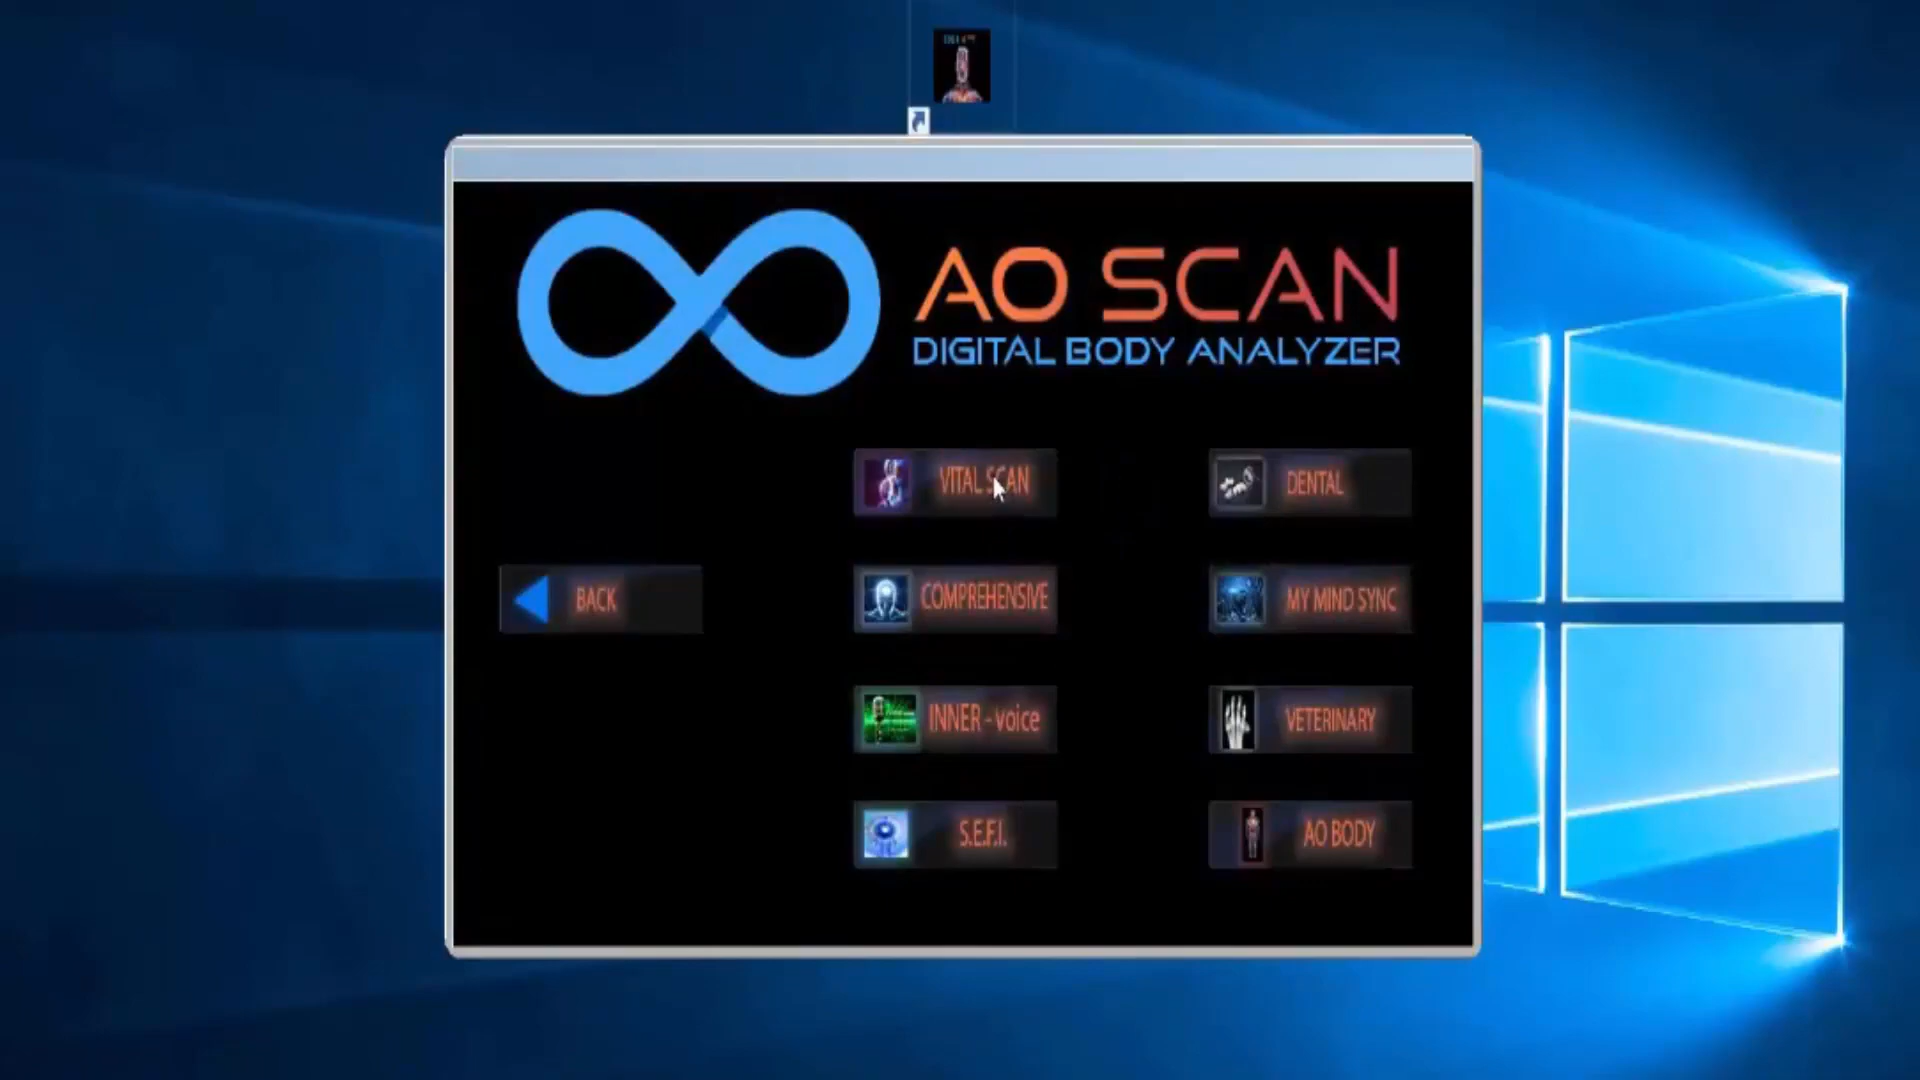 AO SCAN
DIGITAL BODY ANALYZER
VITAL SCAN
DENTAL
BACK
COMPREHENSIVE
MY MIND SYNC
INNER - voice
VETERINARY
S.E.F.I.
AO BODY